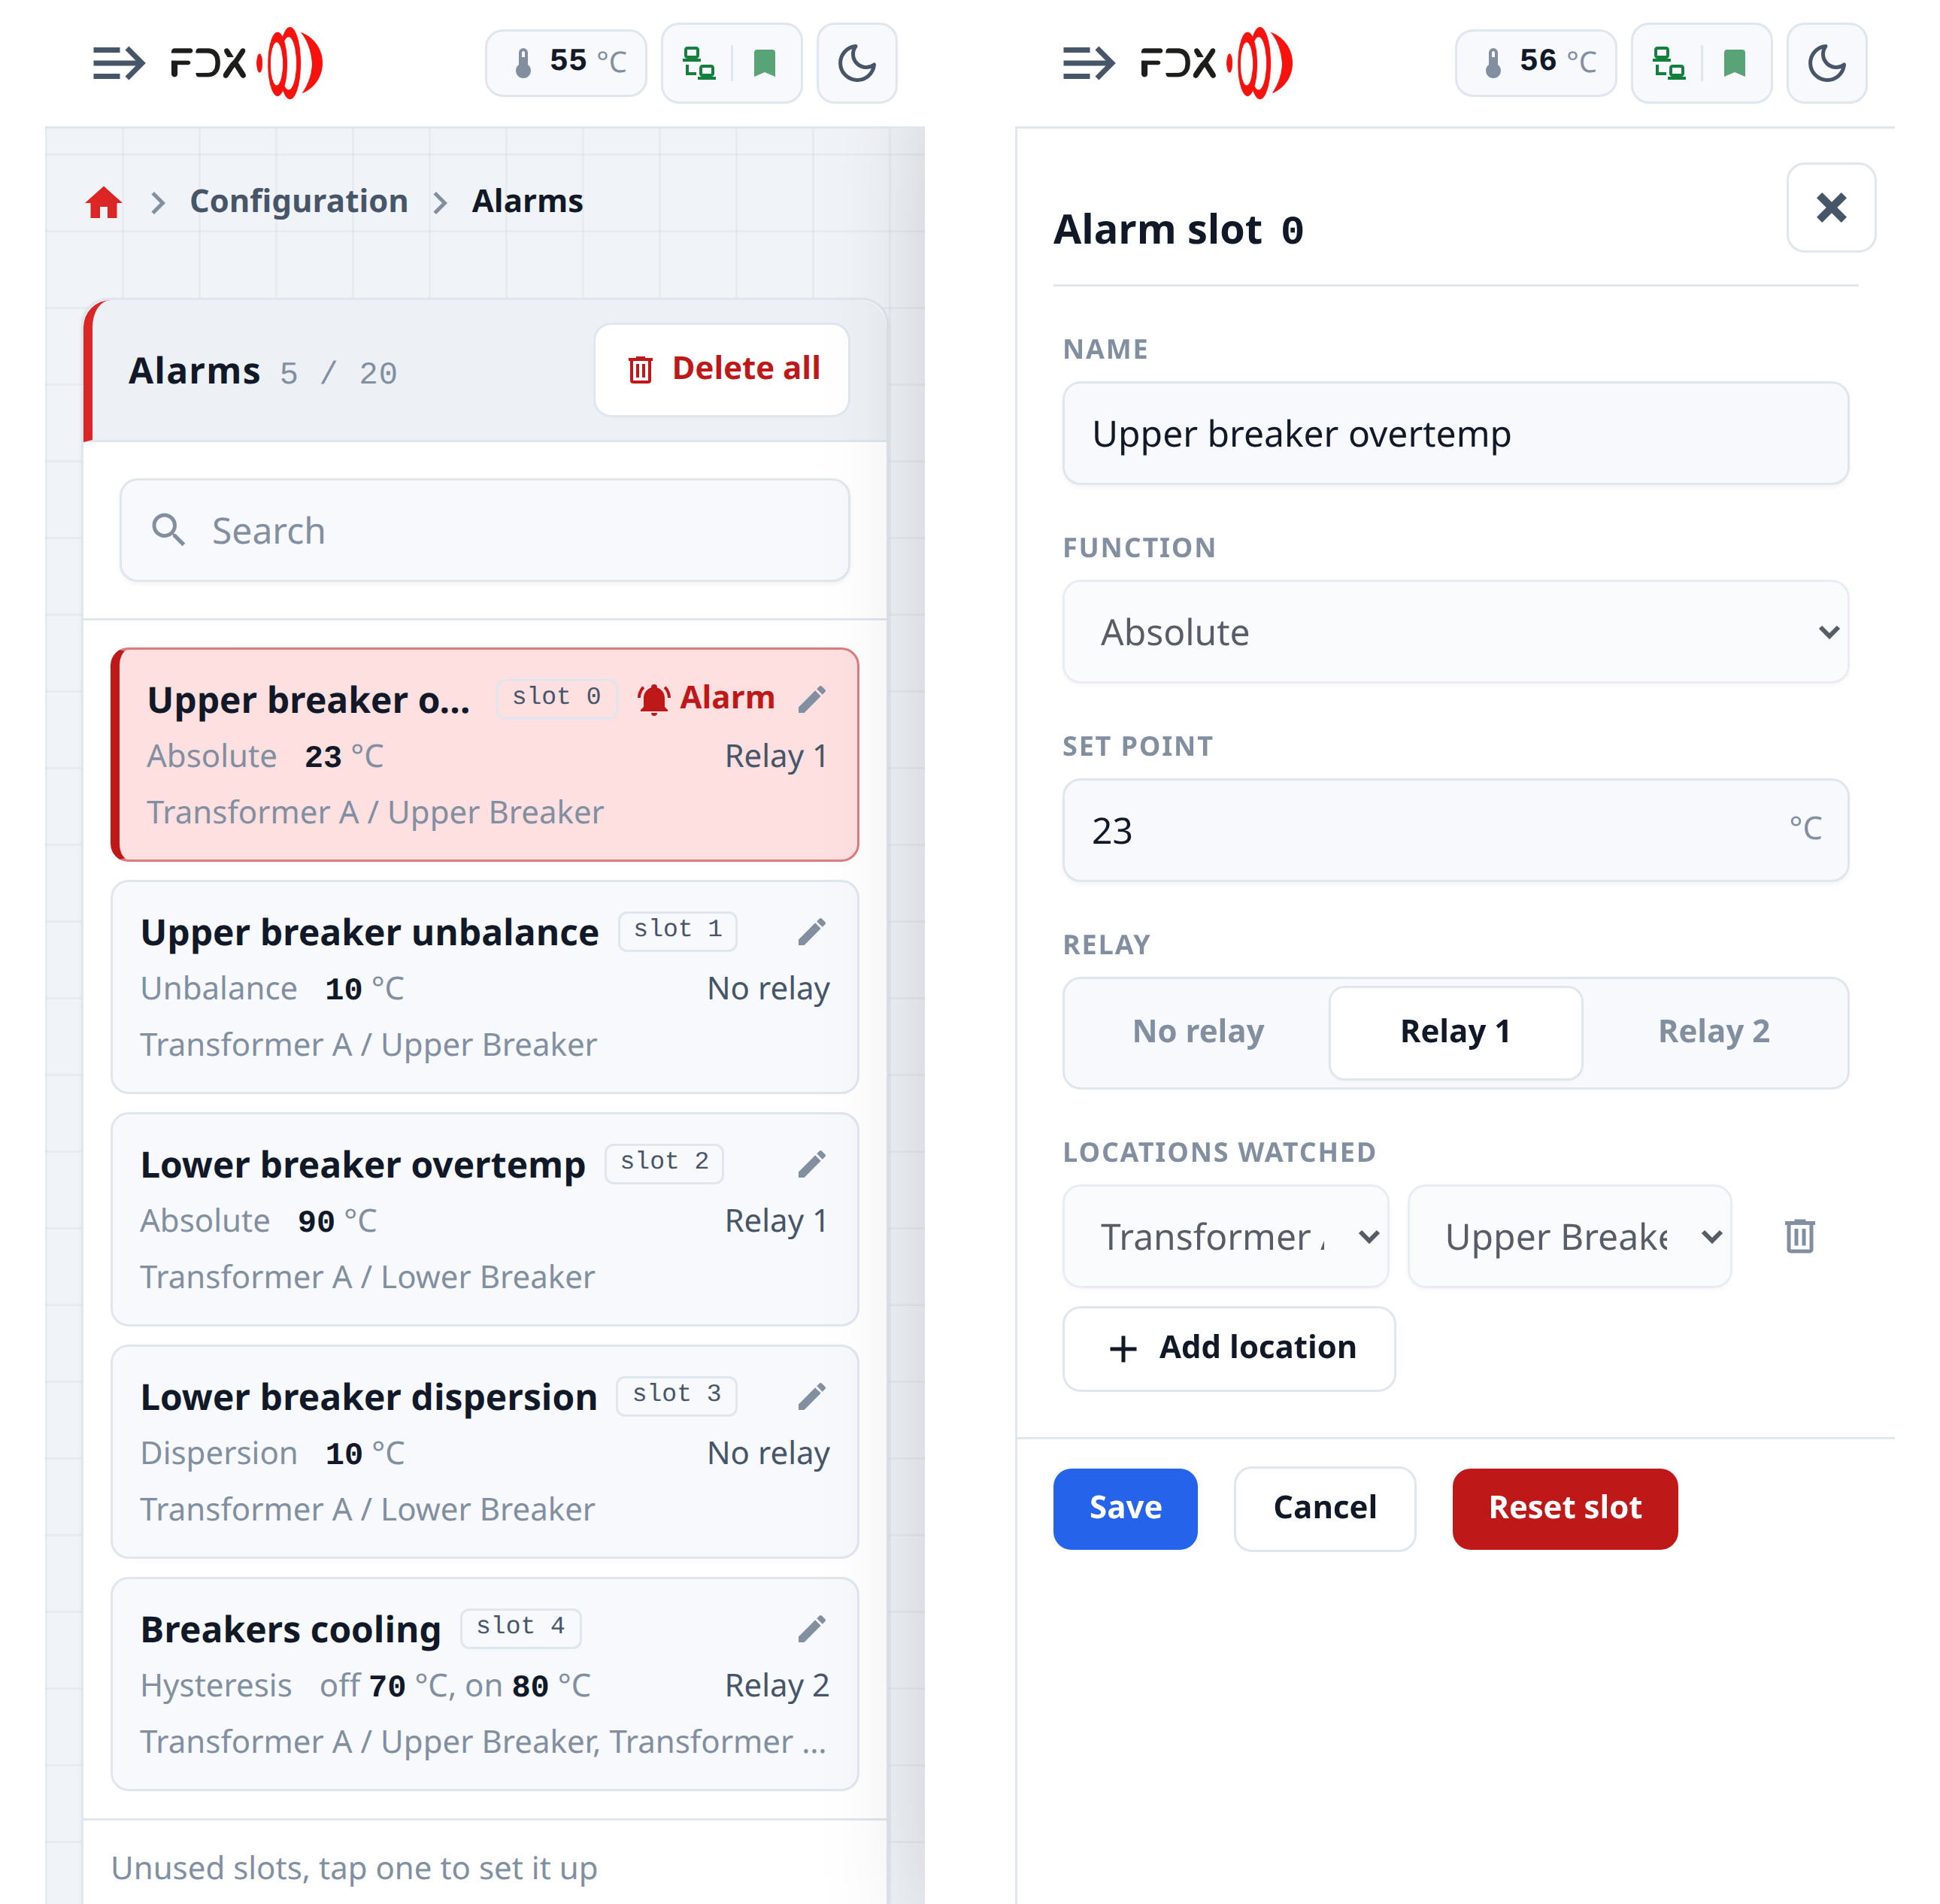 FDX
55 °C
Configuration
Alarms
Alarms 5 / 20
Delete all
Search
Upper breaker o... slot 0 Alarm
Absolute 23 °C Relay 1
Transformer A / Upper Breaker
Upper breaker unbalance slot 1
Unbalance 10 °C No relay
Transformer A / Upper Breaker
Lower breaker overtemp slot 2
Absolute 90 °C Relay 1
Transformer A / Lower Breaker
Lower breaker dispersion slot 3
Dispersion 10 °C No relay
Transformer A / Lower Breaker
Breakers cooling slot 4
Hysteresis off 70 °C, on 80 °C Relay 2
Transformer A / Upper Breaker, Transformer ...
Unused slots, tap one to set it up
FDX
56 °C
Alarm slot 0
NAME
Upper breaker overtemp
FUNCTION
Absolute
SET POINT
23 °C
RELAY
No relay Relay 1 Relay 2
LOCATIONS WATCHED
Transformer Upper Breake
Add location
Save Cancel Reset slot